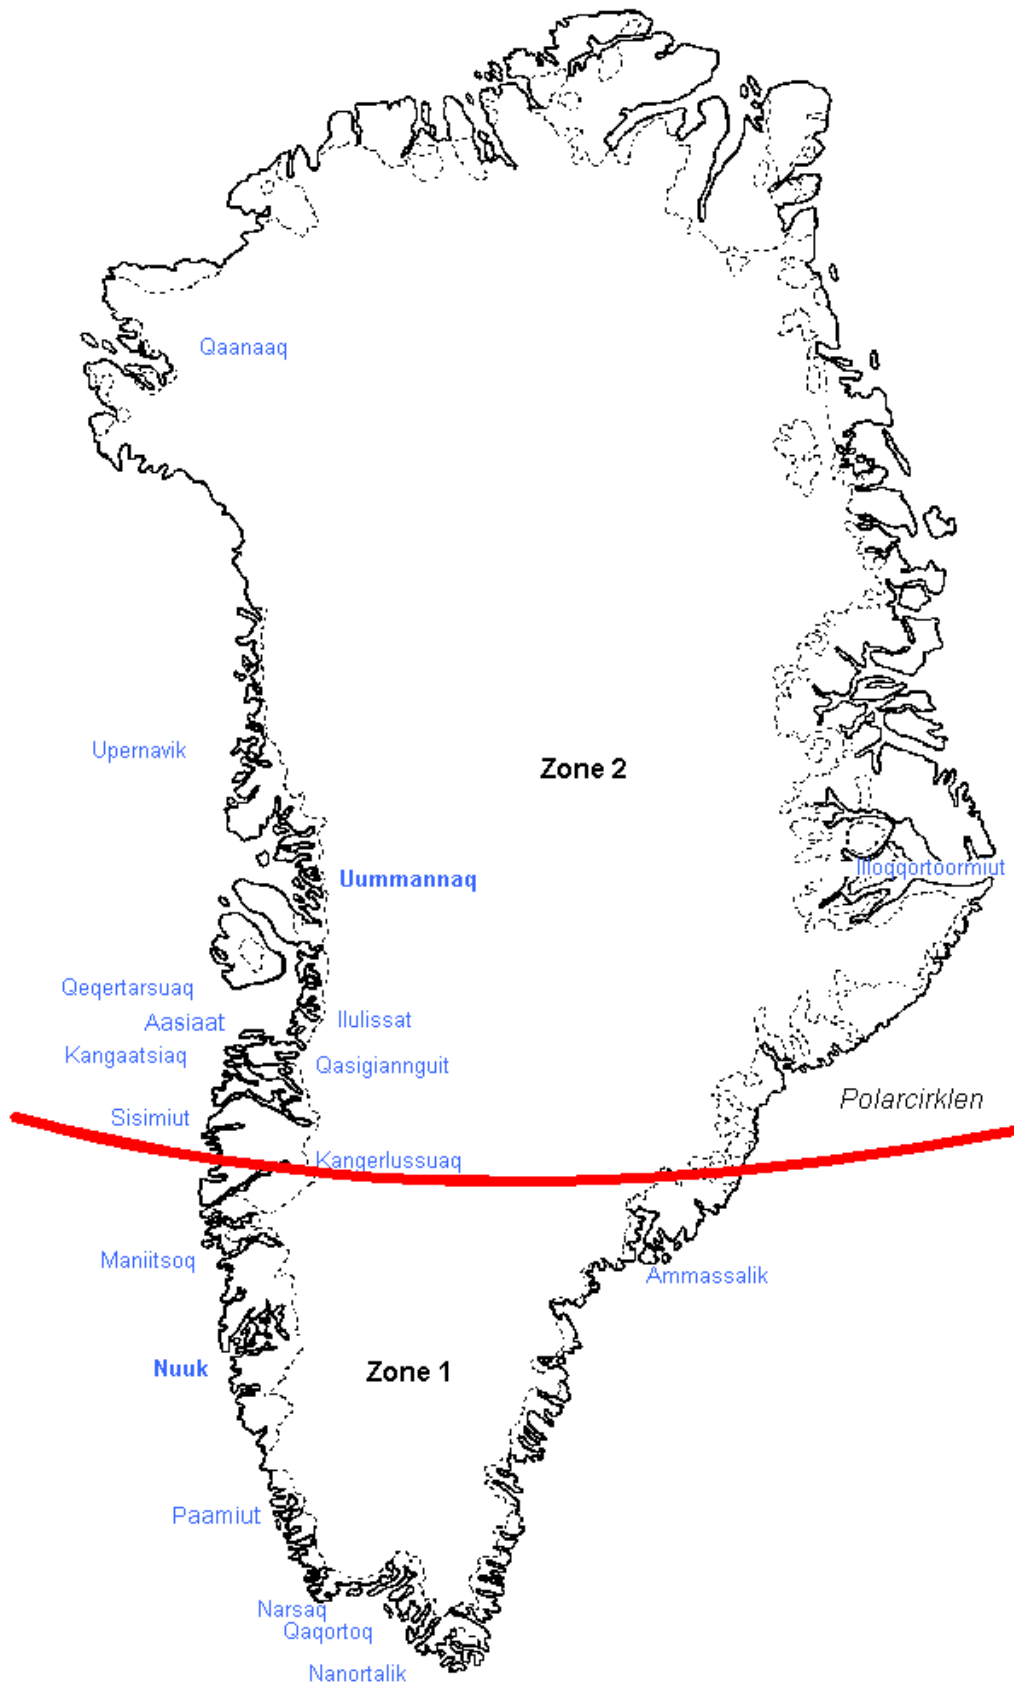 Qaanaaq
Upernavik
Zone 2
Uummannaq
Illoqqortoormiut
Qeqertarsuaq
Aasiaat
Ilulissat
Kangaatsiaq
Qasigiannguit
Polarcirklen
Sisimiut
Kangerlussuaq
Maniitsoq
Ammassalik
Nuuk
Zone 1
Paamiut
Narsaq
Qaqortoq
Nanortalik